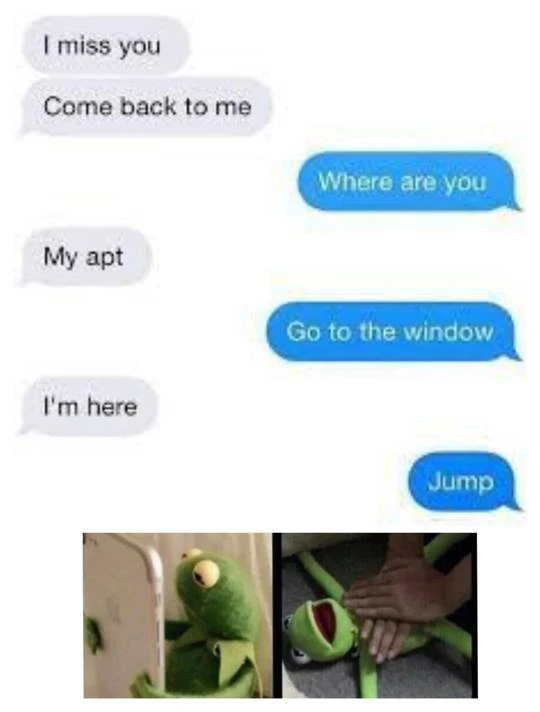 I miss you
Come back to me
Where are you
My apt
Go to the window
I'm here
Jump